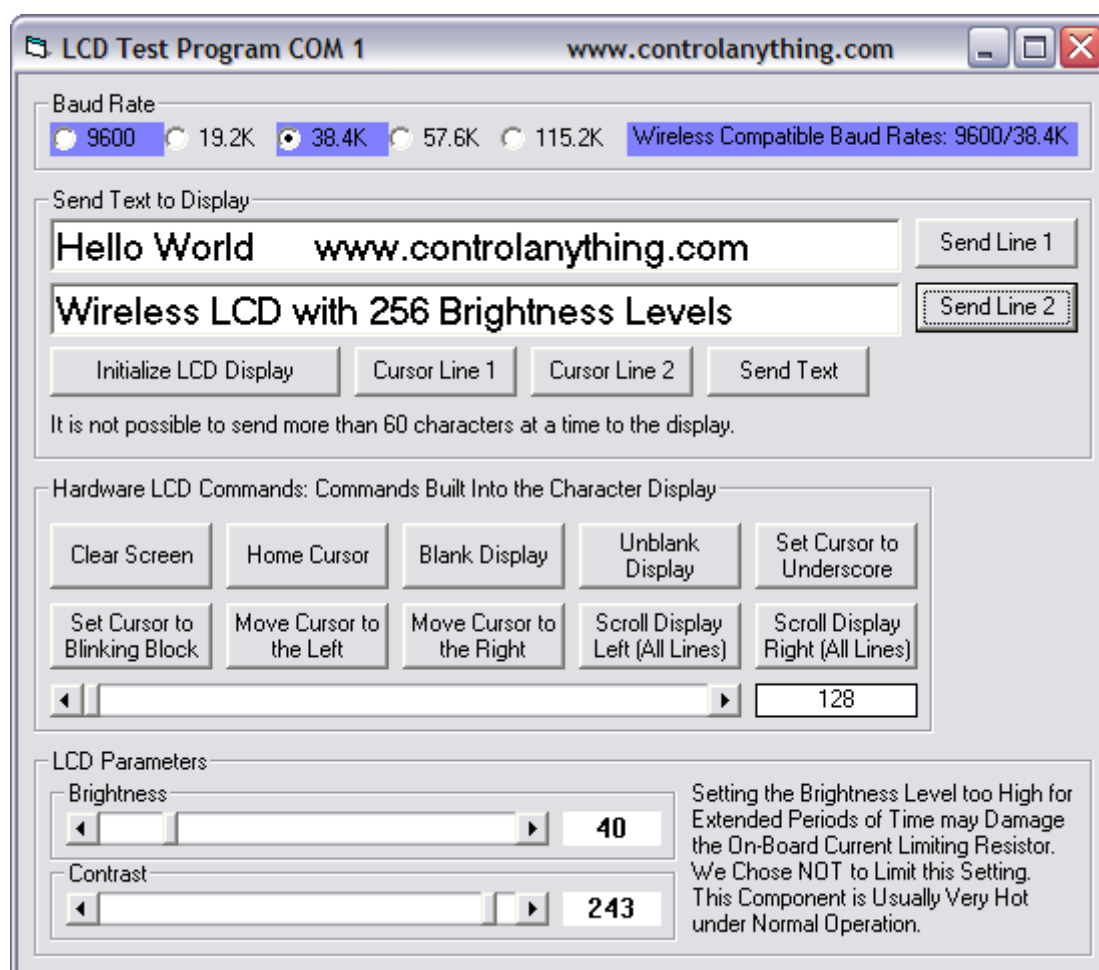 LCD Test Program COM 1 www.controlanything.com
Baud Rate
9600 19.2K 38.4K 57.6K 115.2K Wireless Compatible Baud Rates: 9600/38.4K
Send Text to Display
Hello World www.controlanything.com Send Line 1
Wireless LCD with 256 Brightness Levels Send Line 2
Initialize LCD Display Cursor Line 1 Cursor Line 2 Send Text
It is not possible to send more than 60 characters at a time to the display.
Hardware LCD Commands: Commands Built Into the Character Display
Clear Screen
Home Cursor
Blank Display
Unblank
Display
Set Cursor to
Underscore
Set Cursor to
Blinking Block
Move Cursor to
the Left
Move Cursor to
the Right
Scroll Display
Left (All Lines)
Scroll Display
Right (All Lines)
128
LCD Parameters
Brightness
40
Contrast
243
Setting the Brightness Level too High for
Extended Periods of Time may Damage
the On-Board Current Limiting Resistor.
We Chose NOT to Limit this Setting.
This Component is Usually Very Hot
under Normal Operation.